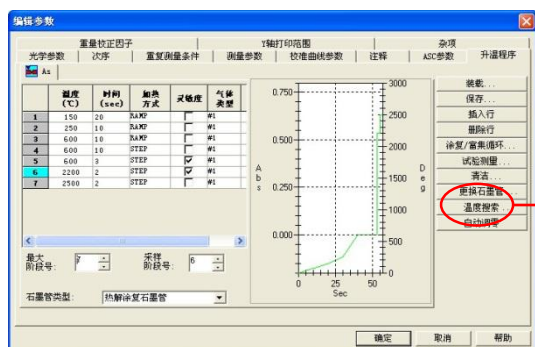 编辑参数
重量校正因子 Y轴打印范围 杂项
光学参数 次序 重复测量条件 测量参数 校准曲线参数 注释 ASC参数 升温程序
As
温度(℃) 时间(sec) 加热方式 灵敏度 气体类型
1 150 20 RAMP #1
2 250 10 RAMP #1
3 600 10 RAMP #1
4 600 10 STEP #1
5 600 3 STEP #1
6 2200 2 STEP #1
7 2500 2 STEP #1
最大阶段号: 7 采样阶段号: 6
石墨管类型: 热解涂复石墨管
0.750
0.500
0.250
0.000
Abs
3000
2500
2000
1500
1000
500
0
Deg
0 25 50
Sec
装载...
保存...
插入行
删除行
涂复/富集循环...
试验测量...
清洁...
更换石墨管...
温度搜索...
自动调零
确定 取消 帮助